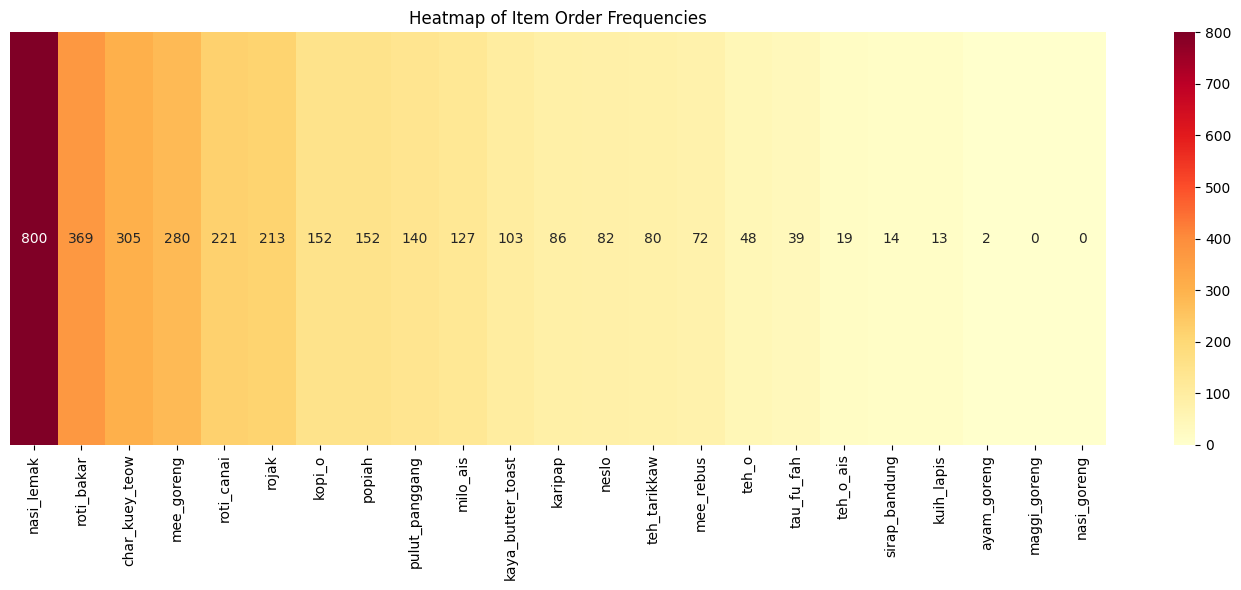 Heatmap of Item Order Frequencies
800 369 305 280 221 213 152 152 140 127 103 86 82 80 72 48 39 19 14 13 2 0 0
nasi_lemak
roti_bakar
char_kuey_teow
mee_goreng
roti_canai
rojak
kopi_o
popiah
pulut_panggang
milo_ais
kaya_butter_toast
karipap
neslo
teh_tarikkaw
mee_rebus
teh_o
tau_fu_fah
teh_o_ais
sirap_bandung
kuih_lapis
ayam_goreng
maggi_goreng
nasi_goreng
800
700
600
500
400
300
200
100
0